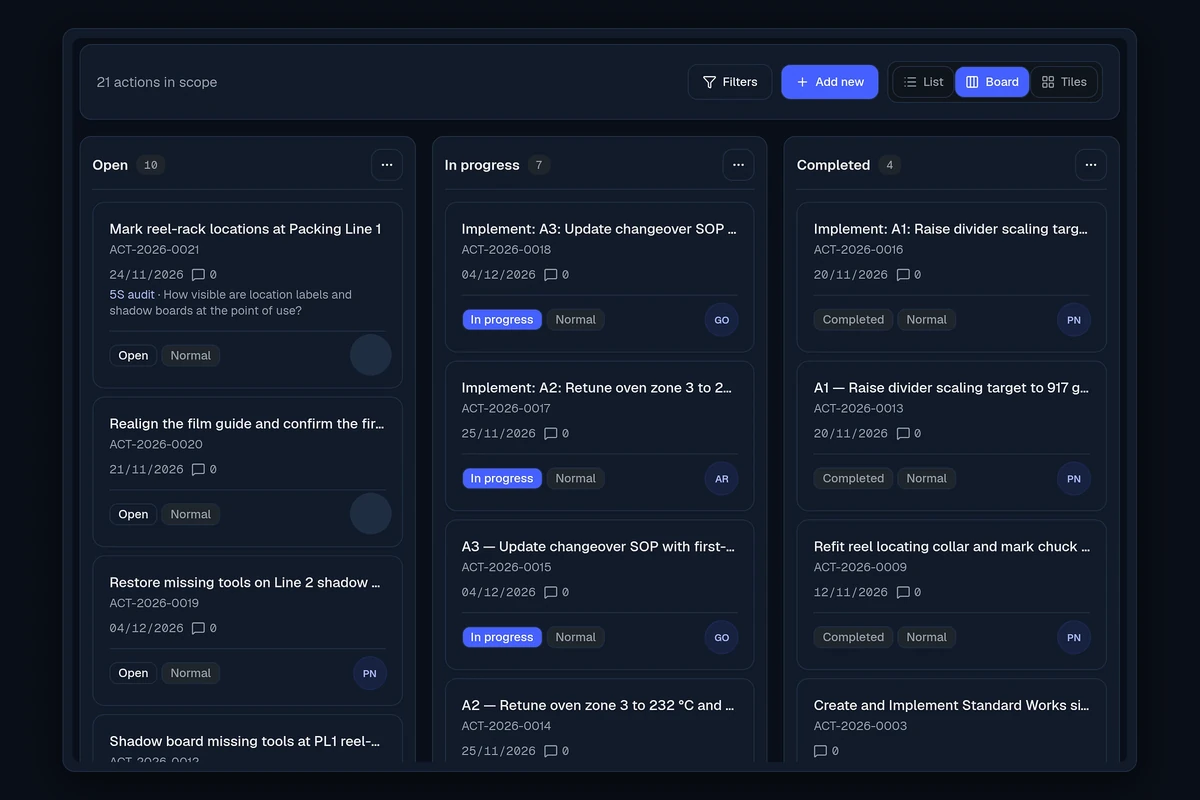 21 actions in scope
Filters
+ Add new
List
Board
Tiles
Open 10
Mark reel-rack locations at Packing Line 1
ACT-2026-0021
24/11/2026 0
5S audit · How visible are location labels and
shadow boards at the point of use?
Open Normal
Realign the film guide and confirm the fir...
ACT-2026-0020
21/11/2026 0
Open Normal
Restore missing tools on Line 2 shadow ...
ACT-2026-0019
04/12/2026 0
Open Normal PN
Shadow board missing tools at PL1 reel-...
ACT-2026-0012
In progress 7
Implement: A3: Update changeover SOP ...
ACT-2026-0018
04/12/2026 0
In progress Normal GO
Implement: A2: Retune oven zone 3 to 2...
ACT-2026-0017
25/11/2026 0
In progress Normal AR
A3 — Update changeover SOP with first-...
ACT-2026-0015
04/12/2026 0
In progress Normal GO
A2 — Retune oven zone 3 to 232 °C and ...
ACT-2026-0014
25/11/2026 0
Completed 4
Implement: A1: Raise divider scaling targ...
ACT-2026-0016
20/11/2026 0
Completed Normal PN
A1 — Raise divider scaling target to 917 g...
ACT-2026-0013
20/11/2026 0
Completed Normal PN
Refit reel locating collar and mark chuck ...
ACT-2026-0009
12/11/2026 0
Completed Normal PN
Create and Implement Standard Works si...
ACT-2026-0003
0